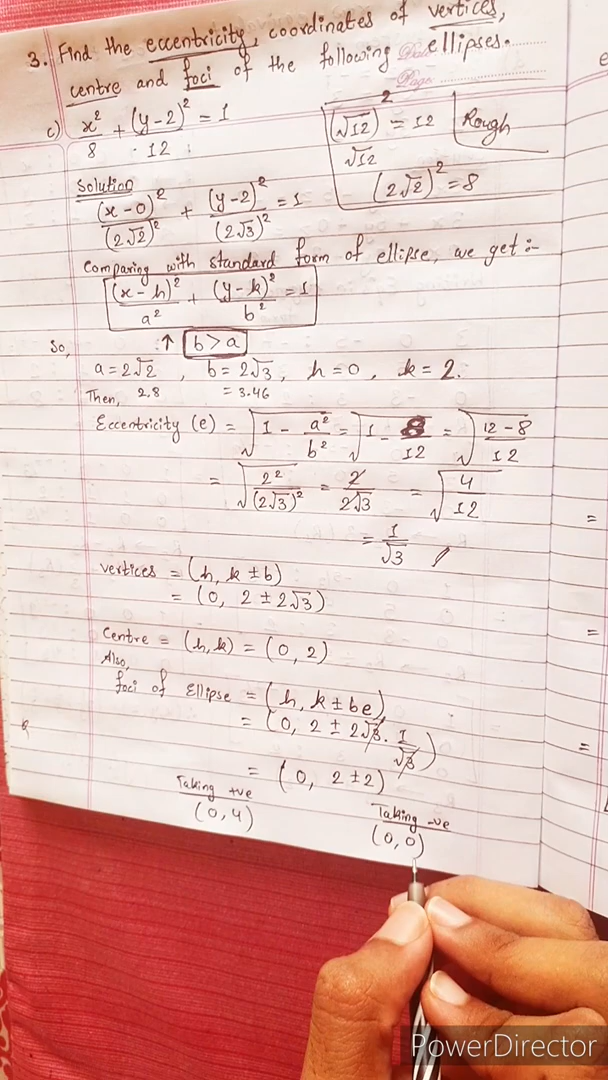 3. Find the eccentricity, coordinates of vertices,
centre and foci of the following ellipses.
Date
Page
c) x²/8 + (y-2)²/12 = 1
(√12)² = 12
Rough
√12
(2√2)² = 8
Solution
(x-0)²/(2√2)² + (y-2)²/(2√3)² = 1
Comparing with standard form of ellipse, we get :-
(x-h)²/a² + (y-k)²/b² = 1
↑ b > a
So,
a = 2√2 , b = 2√3, h = 0, k = 2.
2.8 = 3.46
Then,
Eccentricity (e) = √(1 - a²/b²) = √(1 - 8/12) = √((12-8)/12)
= √(2²/(2√3)²) = 2/2√3 = √(4/12)
= 1/√3
vertices = (h, k ± b)
= (0, 2 ± 2√3)
Centre = (h, k) = (0, 2)
Also,
foci of Ellipse = (h, k ± be)
= (0, 2 ± 2√3 . 1/√3)
= (0, 2 ± 2)
Taking +ve
(0, 4)
Taking -ve
(0, 0)
PowerDirector